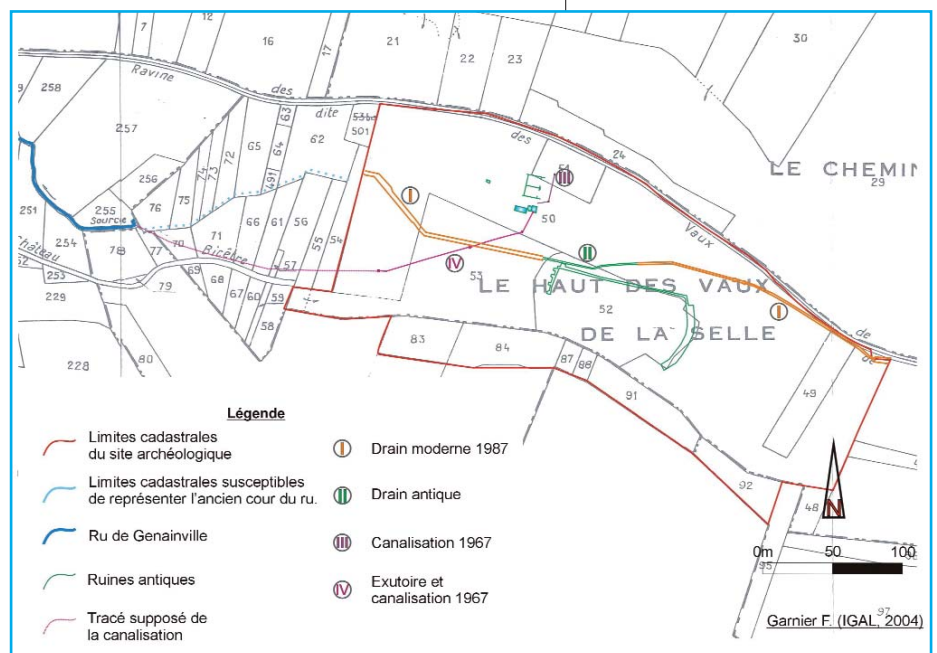 7
12
16
17
21
22
23
30
258
257
Ravine
des
dite
des
63
62
53bis
501
64
65
72
73
74
491
256
76
75
255
Source
251
254
78
77
70
71
66
61
56
55
54
24
LE CHEMIN
29
III
50
I
II
IV
53
Vaux
LE HAUT DES VAUX
52
DE LA SELLE
I
de
Château
Bicêtre
253
79
69
68
67
60
59
57
58
229
228
80
83
84
87
88
91
49
92
48
N
Légende
Limites cadastrales
du site archéologique
Limites cadastrales susceptibles
de représenter l'ancien cour du ru.
Ru de Genainville
Ruines antiques
Tracé supposé de
la canalisation
I Drain moderne 1987
II Drain antique
III Canalisation 1967
IV Exutoire et
canalisation 1967
0m 50 100
95
97
Garnier F. (IGAL, 2004)